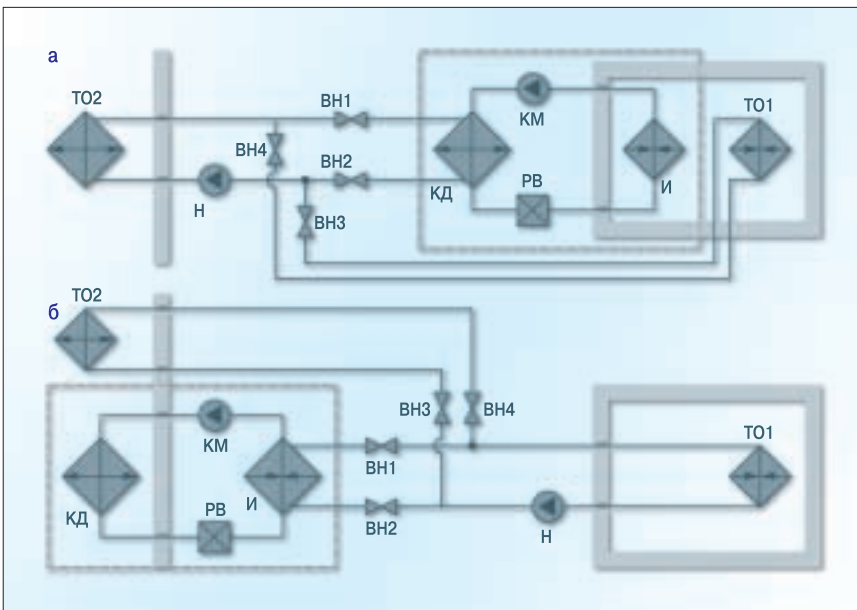 а
ТО2
ВН1
КМ
ТО1
ВН4
ВН2
КД
РВ
И
Н
ВН3
б
ТО2
ВН3
ВН4
КМ
ВН1
ТО1
КД
РВ
И
ВН2
Н